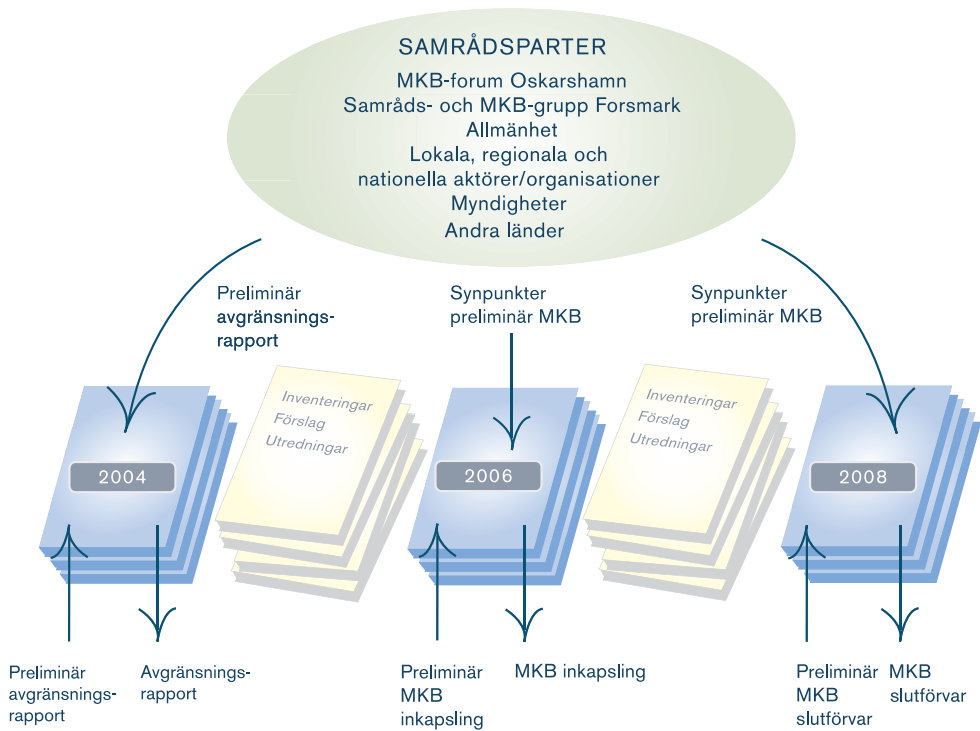 SAMRÅDSPARTER
MKB-forum Oskarshamn
Samråds- och MKB-grupp Forsmark
Allmänhet
Lokala, regionala och
nationella aktörer/organisationer
Myndigheter
Andra länder
Preliminär
avgränsnings-
rapport
Synpunkter
preliminär MKB
Synpunkter
preliminär MKB
2004
Inventeringar
Förslag
Utredningar
2006
Inventeringar
Förslag
Utredningar
2008
Preliminär
avgränsnings-
rapport
Avgränsnings-
rapport
Preliminär
MKB
inkapsling
MKB inkapsling
Preliminär
MKB
slutförvar
MKB
slutförvar